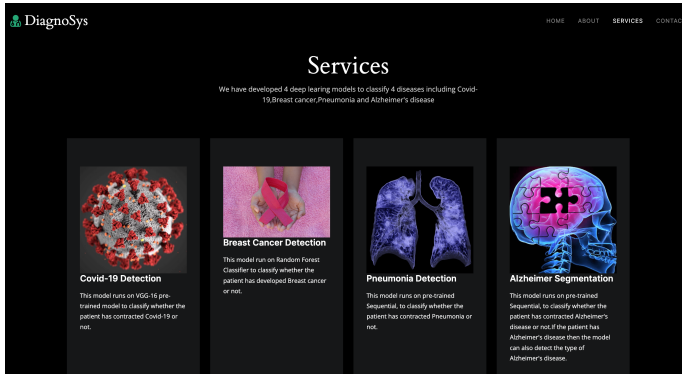 DiagnoSys
HOME ABOUT SERVICES CONTAC
Services
We have developed 4 deep learing models to classify 4 diseases including Covid-
19,Breast cancer,Pneumonia and Alzheimer's disease
Covid-19 Detection
This model runs on VGG-16 pre-
trained model to classify whether the
patient has contracted Covid-19 or
not.
Breast Cancer Detection
This model run on Random Forest
Classifier to classify whether the
patient has developed Breast cancer
or not.
Pneumonia Detection
This model runs on pre-trained
Sequential, to classify whether the
patient has contracted Pneumonia or
not.
Alzheimer Segmentation
This model runs on pre-trained
Sequential, to classify whether the
patient has contracted Alzheimer's
disease or not.If the patient has
Alzheimer's disease then the model
can also detect the type of
Alzheimer's disease.